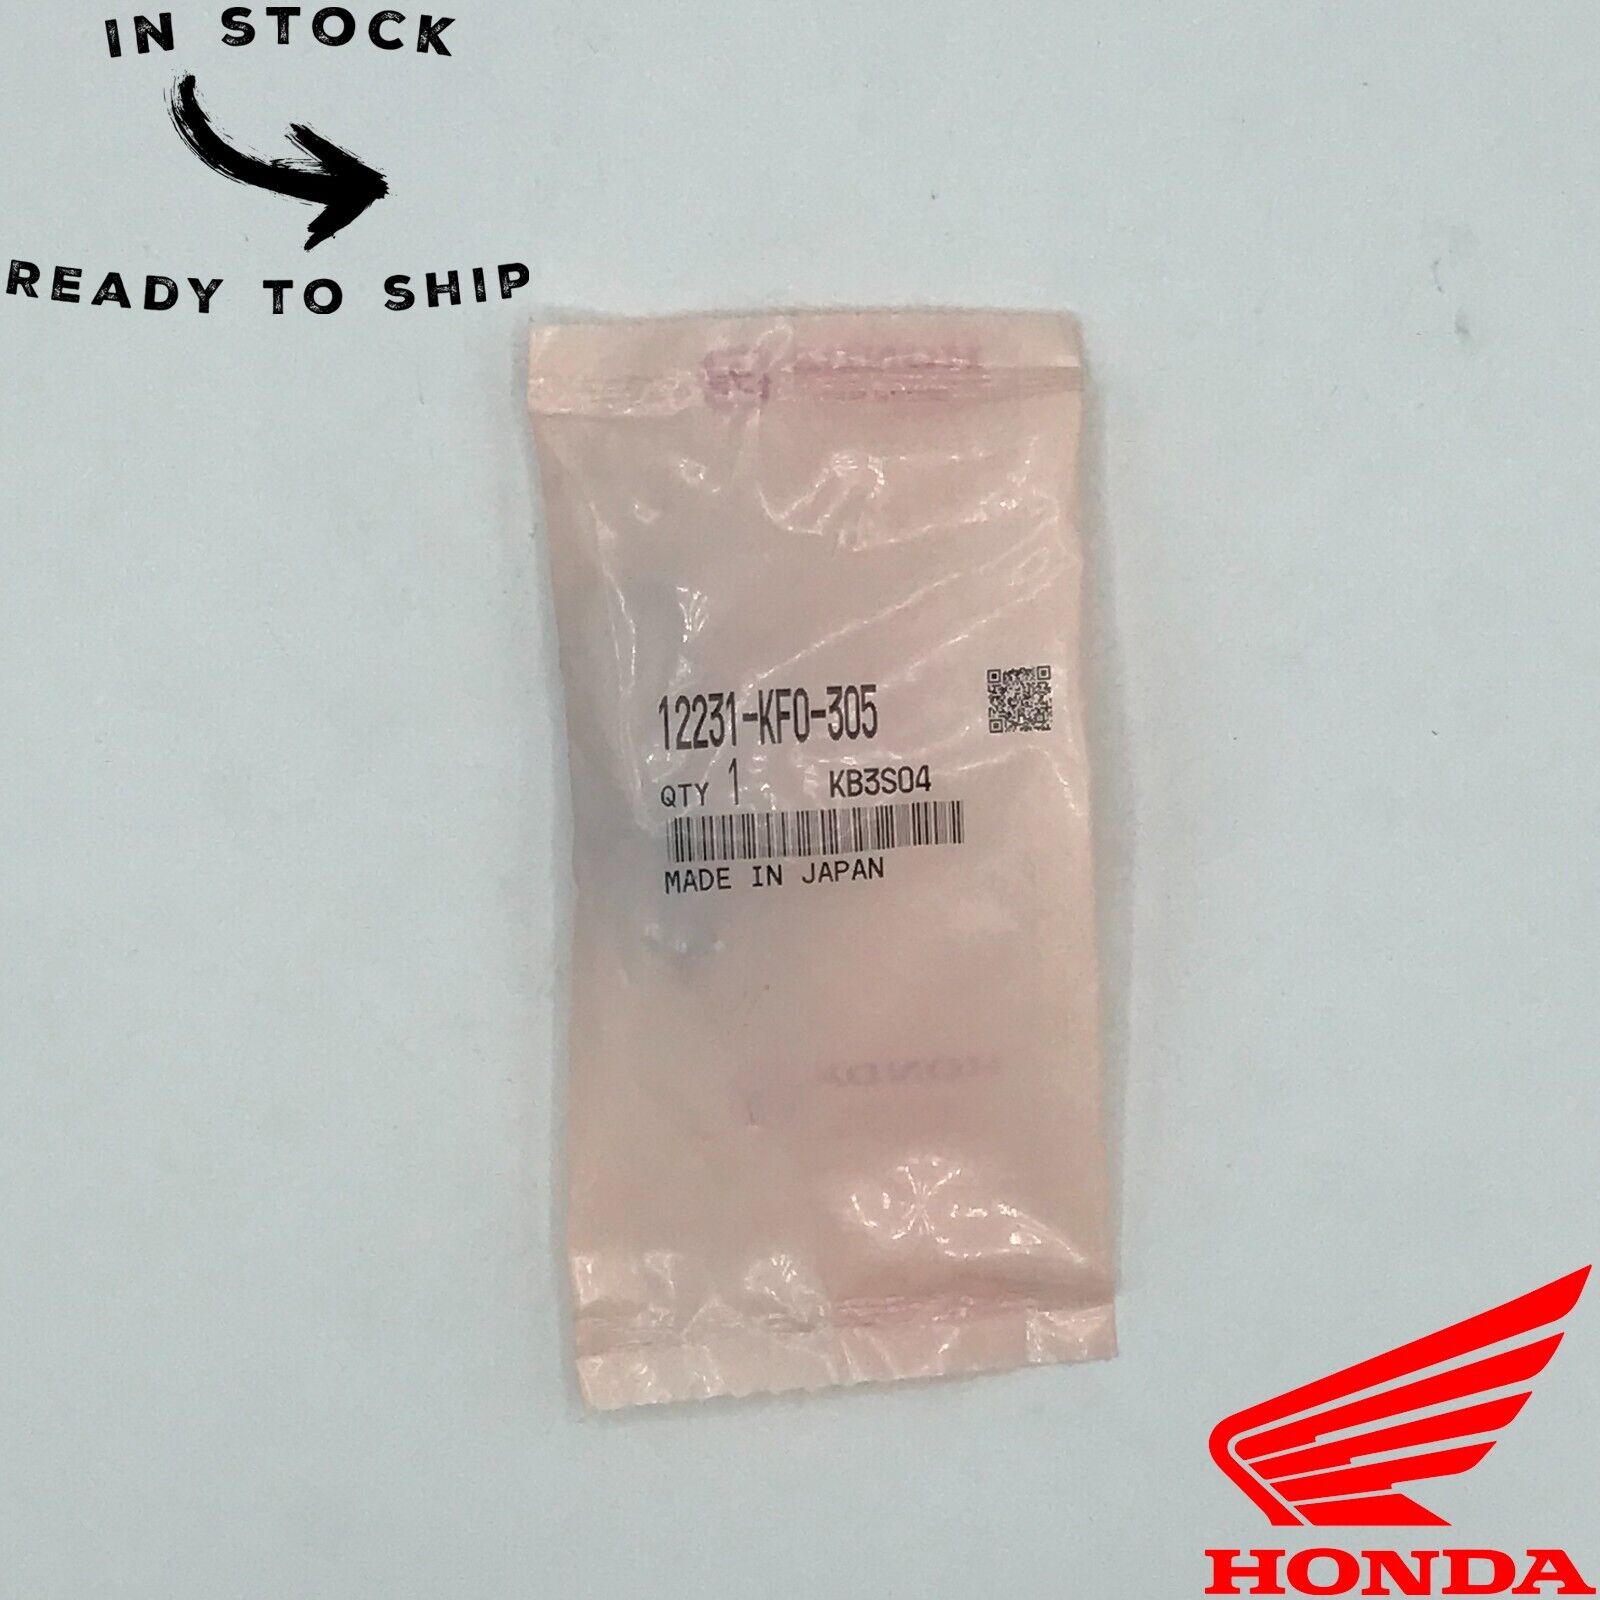 IN STOCK
READY TO SHIP
12231-KF0-305
QTY 1 KB3S04
MADE IN JAPAN
HONDA